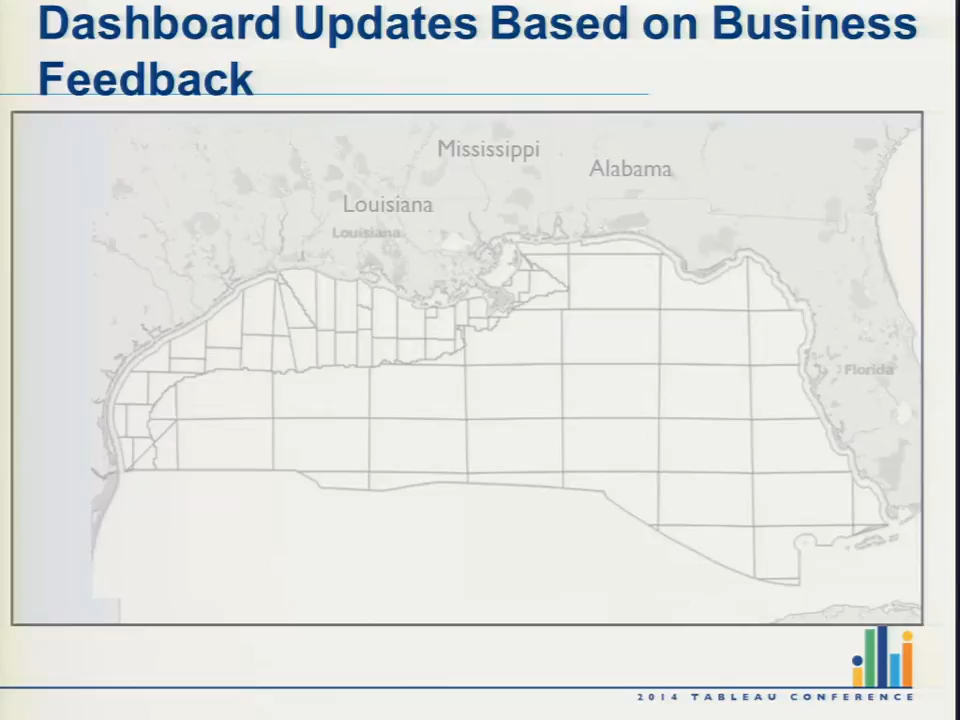 Dashboard Updates Based on Business
Feedback
Mississippi
Alabama
Louisiana
Louisiana
Florida
2014 TABLEAU CONFERENCE